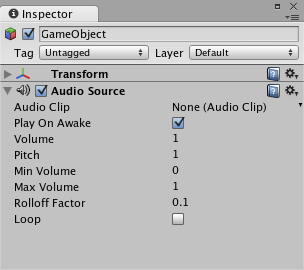 Inspector
GameObject
Tag Untagged Layer Default
Transform
Audio Source
Audio Clip None (Audio Clip)
Play On Awake
Volume 1
Pitch 1
Min Volume 0
Max Volume 1
Rolloff Factor 0.1
Loop